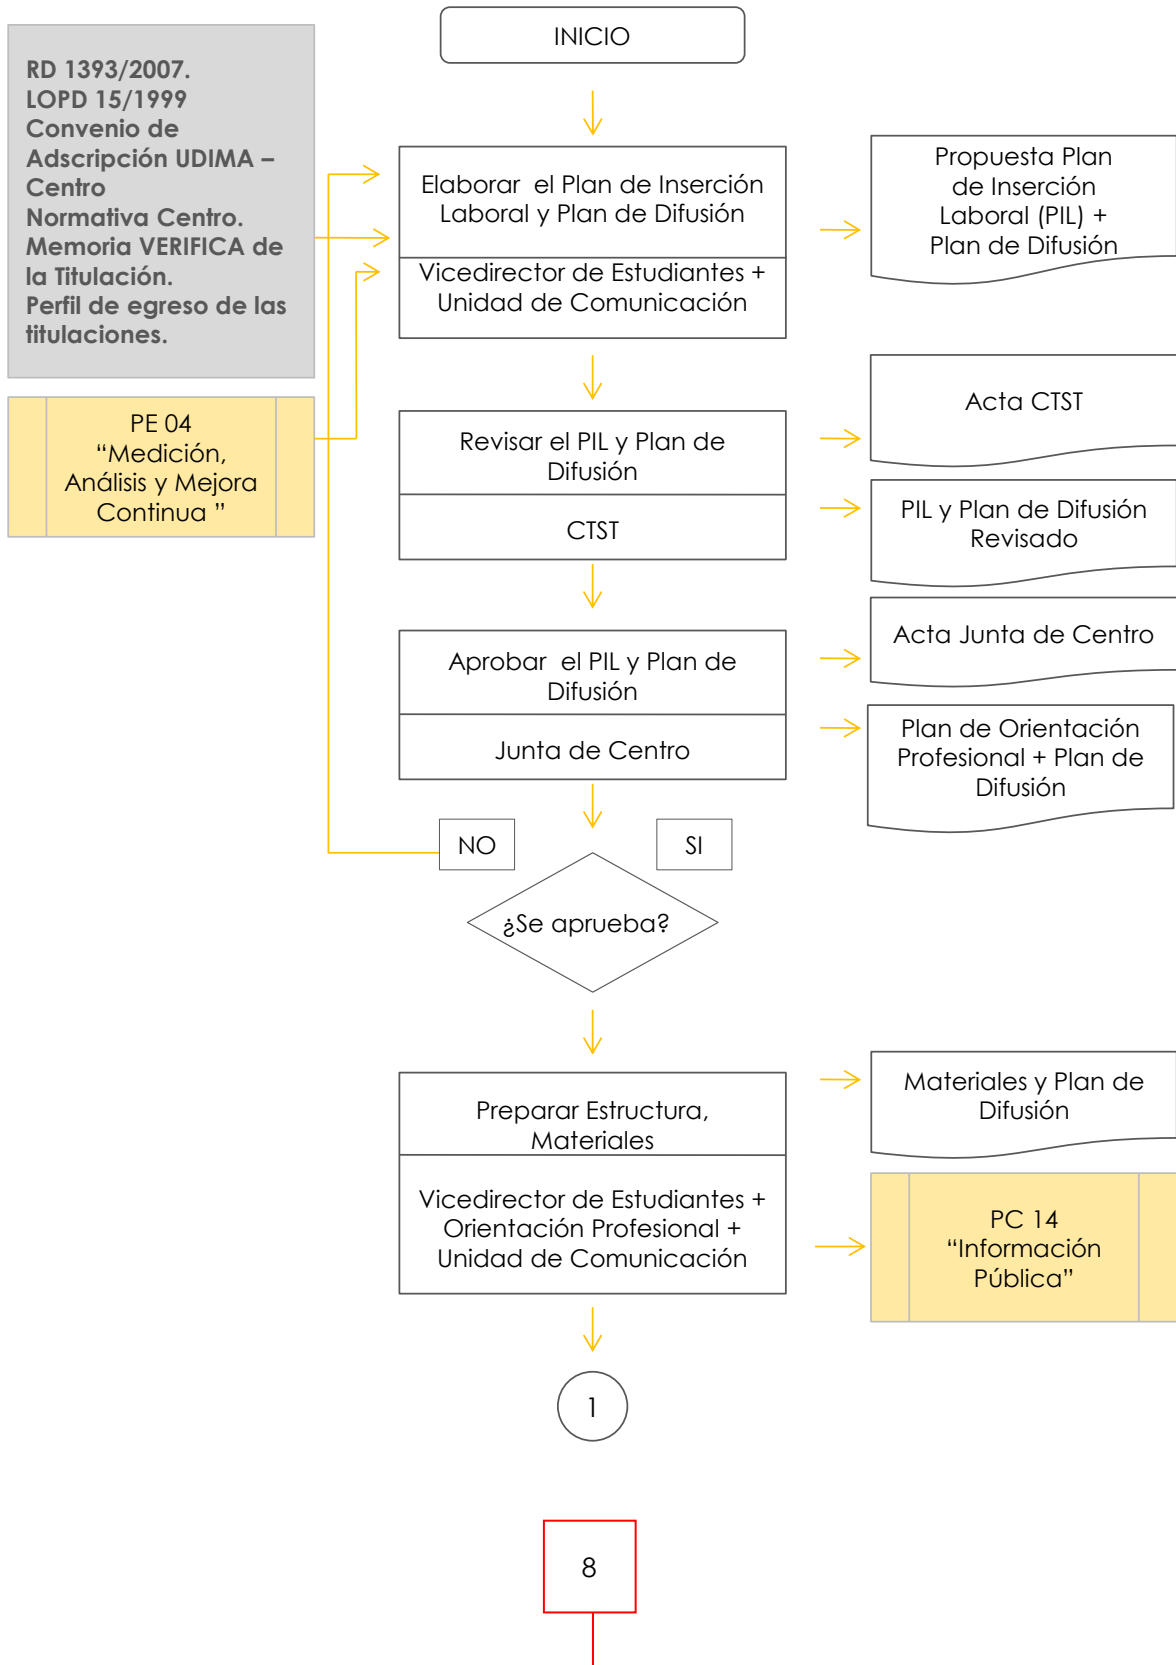 INICIO
RD 1393/2007.
LOPD 15/1999
Convenio de
Adscripción UDIMA –
Centro
Normativa Centro.
Memoria VERIFICA de
la Titulación.
Perfil de egreso de las
titulaciones.
Elaborar el Plan de Inserción
Laboral y Plan de Difusión
Vicedirector de Estudiantes +
Unidad de Comunicación
Propuesta Plan
de Inserción
Laboral (PIL) +
Plan de Difusión
PE 04
“Medición,
Análisis y Mejora
Continua ”
Revisar el PIL y Plan de
Difusión
CTST
Acta CTST
PIL y Plan de Difusión
Revisado
Aprobar el PIL y Plan de
Difusión
Junta de Centro
Acta Junta de Centro
Plan de Orientación
Profesional + Plan de
Difusión
NO
SI
¿Se aprueba?
Preparar Estructura,
Materiales
Vicedirector de Estudiantes +
Orientación Profesional +
Unidad de Comunicación
Materiales y Plan de
Difusión
PC 14
“Información
Pública”
1
8